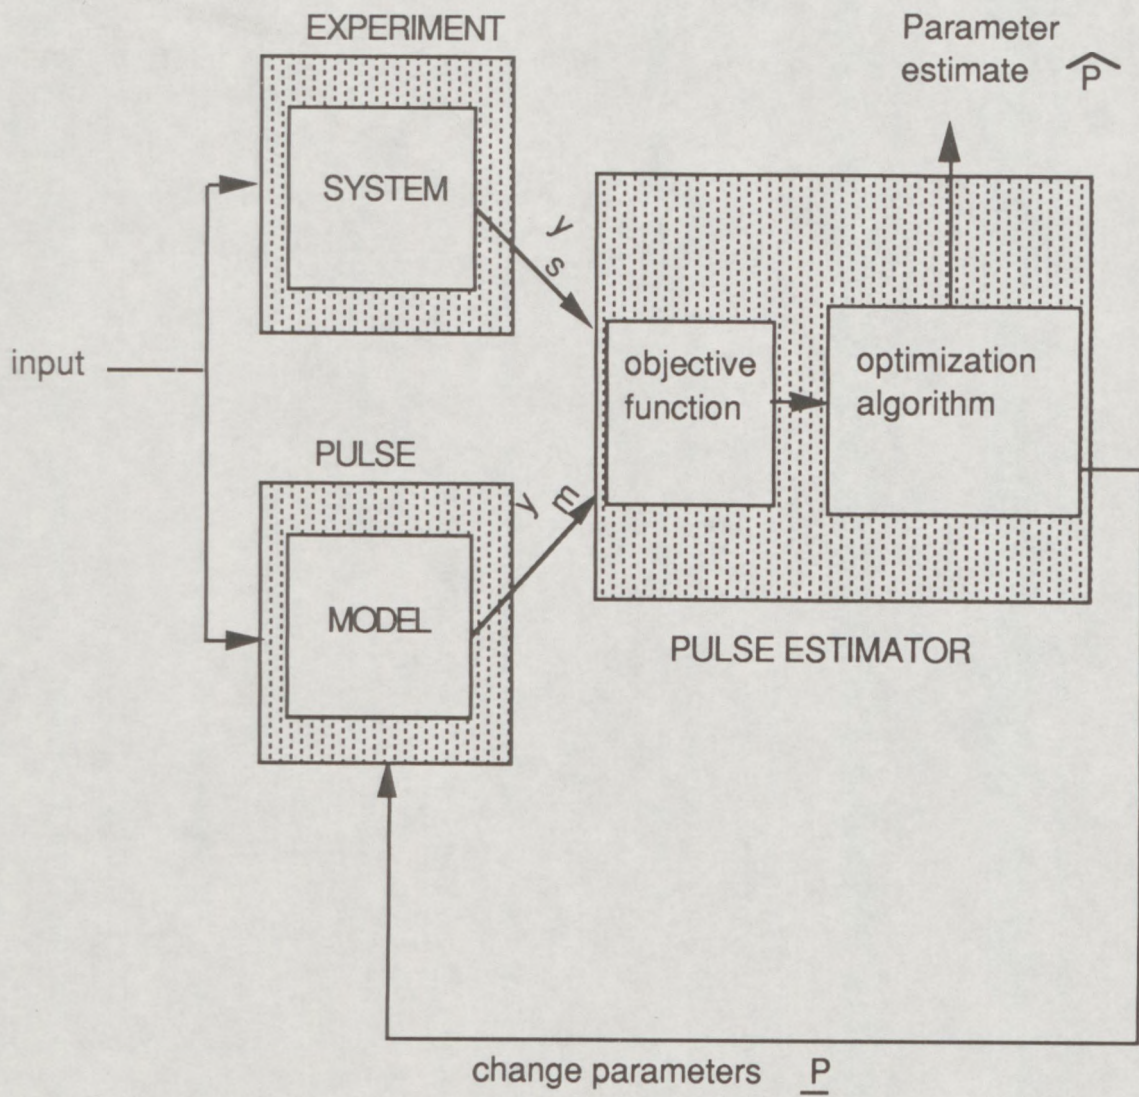 EXPERIMENT
Parameter
estimate P
SYSTEM
y
s
input
objective
function
optimization
algorithm
PULSE
y
m
MODEL
PULSE ESTIMATOR
change parameters P